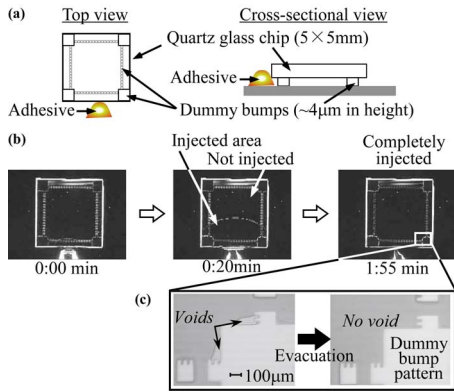 (a)
Top view
Cross-sectional view
Quartz glass chip (5×5mm)
Adhesive
Adhesive
Dummy bumps (~4μm in height)
(b)
Injected area
Not injected
Completely
injected
0:00 min
0:20min
1:55 min
(c)
Voids
No void
Evacuation
Dummy
bump
pattern
100μm